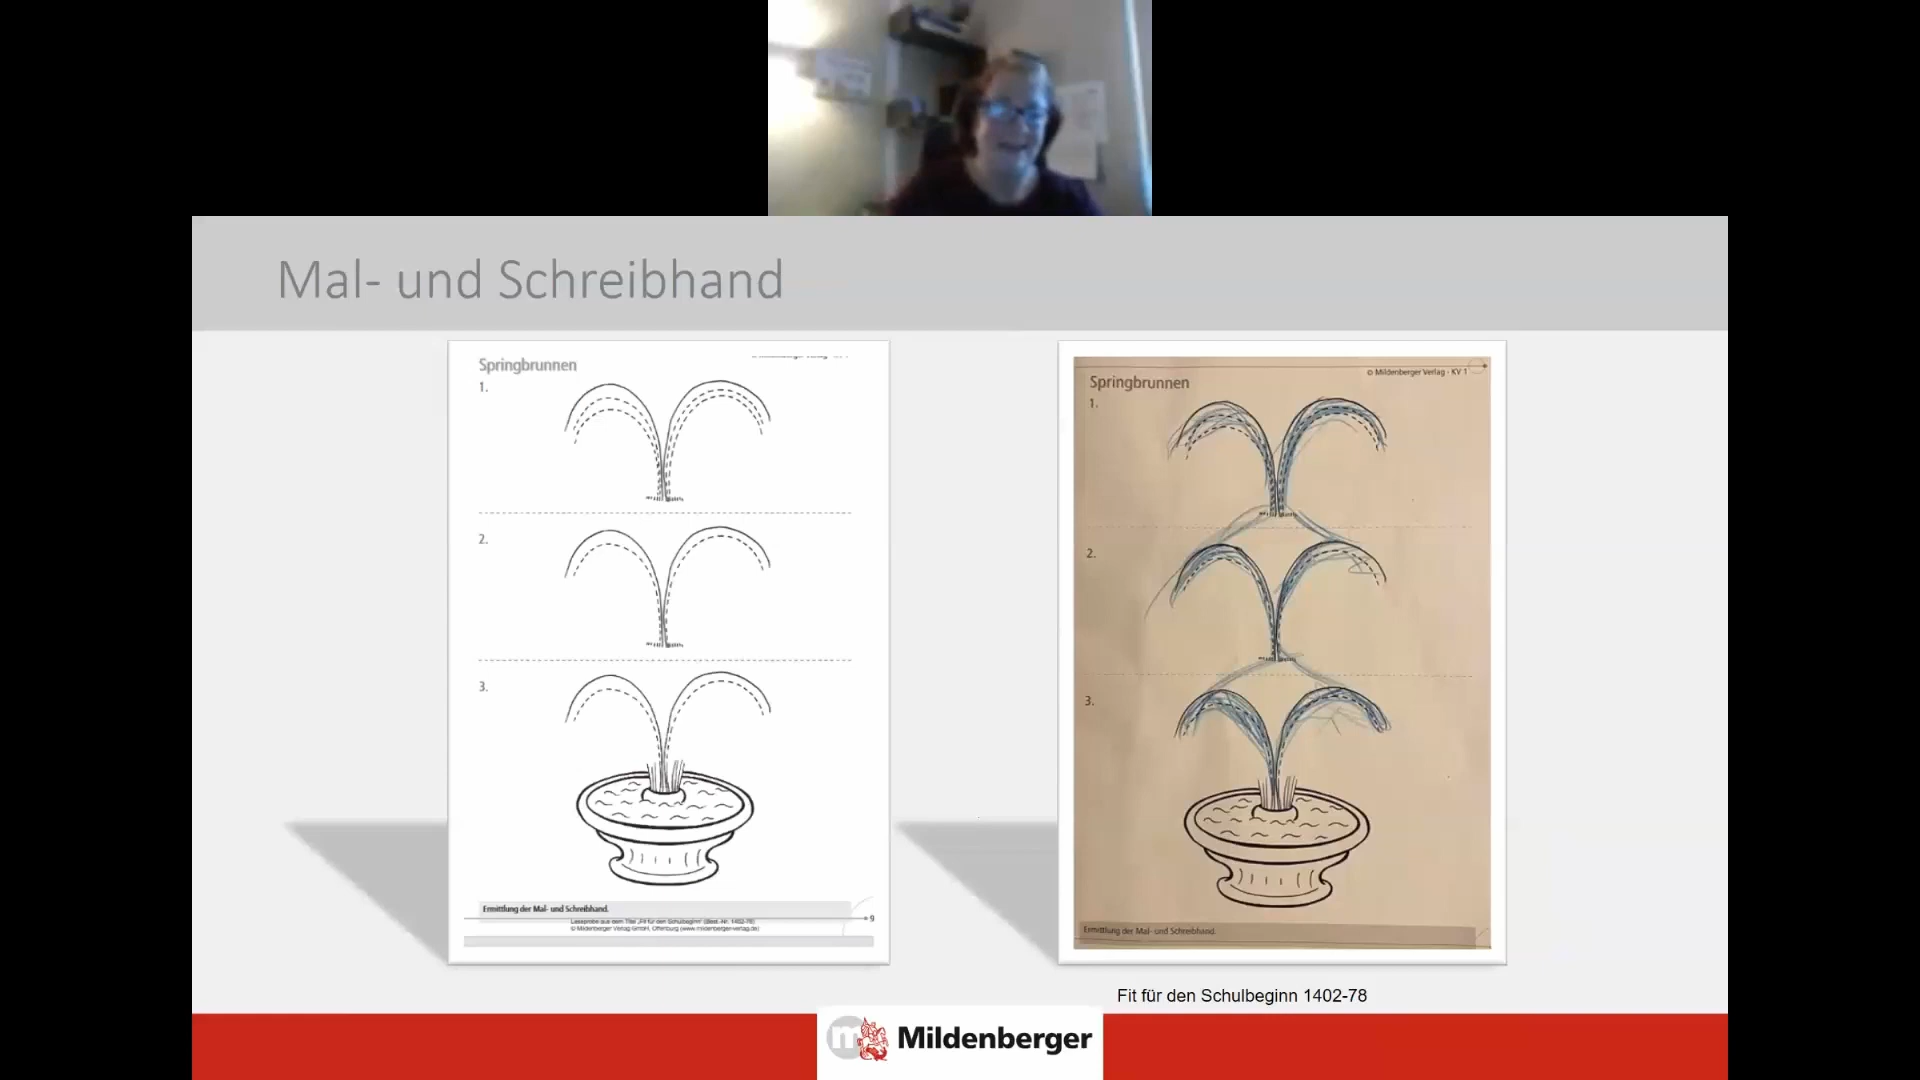 Mal- und Schreibhand
Springbrunnen
1.
2.
3.
Ermittlung der Mal- und Schreibhand.
Leseprobe aus dem Titel „Fit für den Schulbeginn“ (Best.-Nr. 1402-78)
© Mildenberger Verlag GmbH, Offenburg (www.mildenberger-verlag.de)
9
© Mildenberger Verlag · KV 1
Springbrunnen
1.
2.
3.
Ermittlung der Mal- und Schreibhand.
Fit für den Schulbeginn 1402-78
m Mildenberger